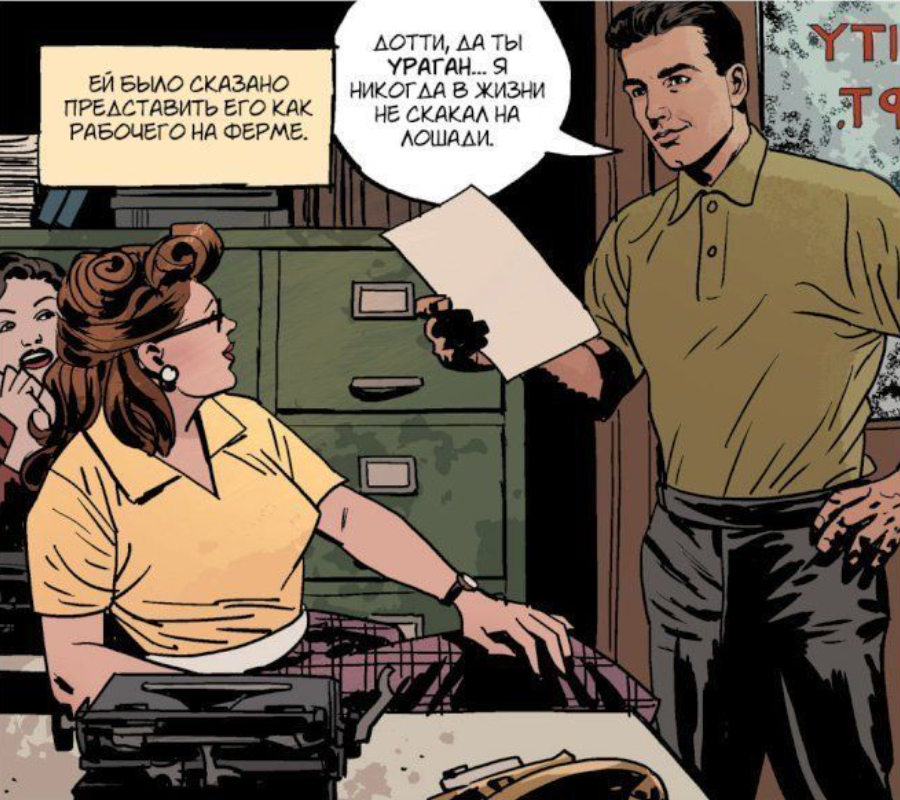 ЕЙ БЫЛО СКАЗАНО
ПРЕДСТАВИТЬ ЕГО КАК
РАБОЧЕГО НА ФЕРМЕ.
ДОТТИ, ДА ТЫ
УРАГАН... Я
НИКОГДА В ЖИЗНИ
НЕ СКАКАЛ НА
ЛОШАДИ.